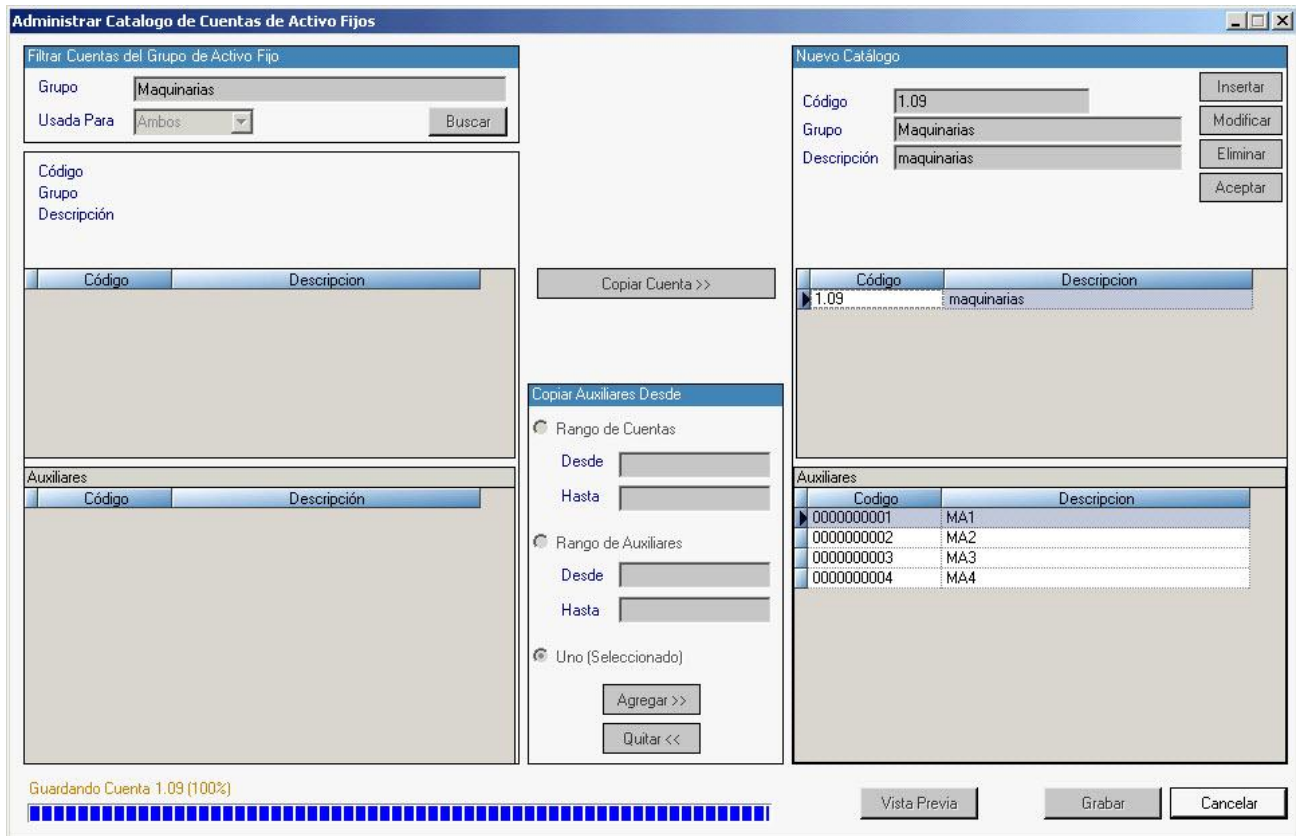 Administrar Catalogo de Cuentas de Activo Fijos
Filtrar Cuentas del Grupo de Activo Fijo
Grupo Maquinarias
Usada Para Ambos Buscar
Código
Grupo
Descripción
Código Descripcion
Auxiliares
Código Descripción
Copiar Cuenta >>
Copiar Auxiliares Desde
Rango de Cuentas
Desde
Hasta
Rango de Auxiliares
Desde
Hasta
Uno (Seleccionado)
Agregar >>
Quitar <<
Nuevo Catálogo
Código 1.09
Grupo Maquinarias
Descripción maquinarias
Insertar
Modificar
Eliminar
Aceptar
Código Descripcion
1.09 maquinarias
Auxiliares
Codigo Descripcion
0000000001 MA1
0000000002 MA2
0000000003 MA3
0000000004 MA4
Guardando Cuenta 1.09 (100%)
Vista Previa Grabar Cancelar